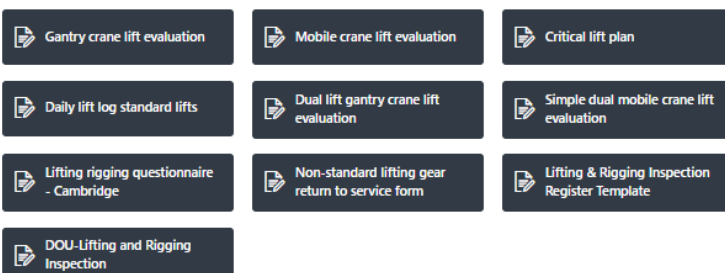 Gantry crane lift evaluation
Mobile crane lift evaluation
Critical lift plan
Daily lift log standard lifts
Dual lift gantry crane lift
evaluation
Simple dual mobile crane lift
evaluation
Lifting rigging questionnaire
- Cambridge
Non-standard lifting gear
return to service form
Lifting & Rigging Inspection
Register Template
DOU-Lifting and Rigging
Inspection